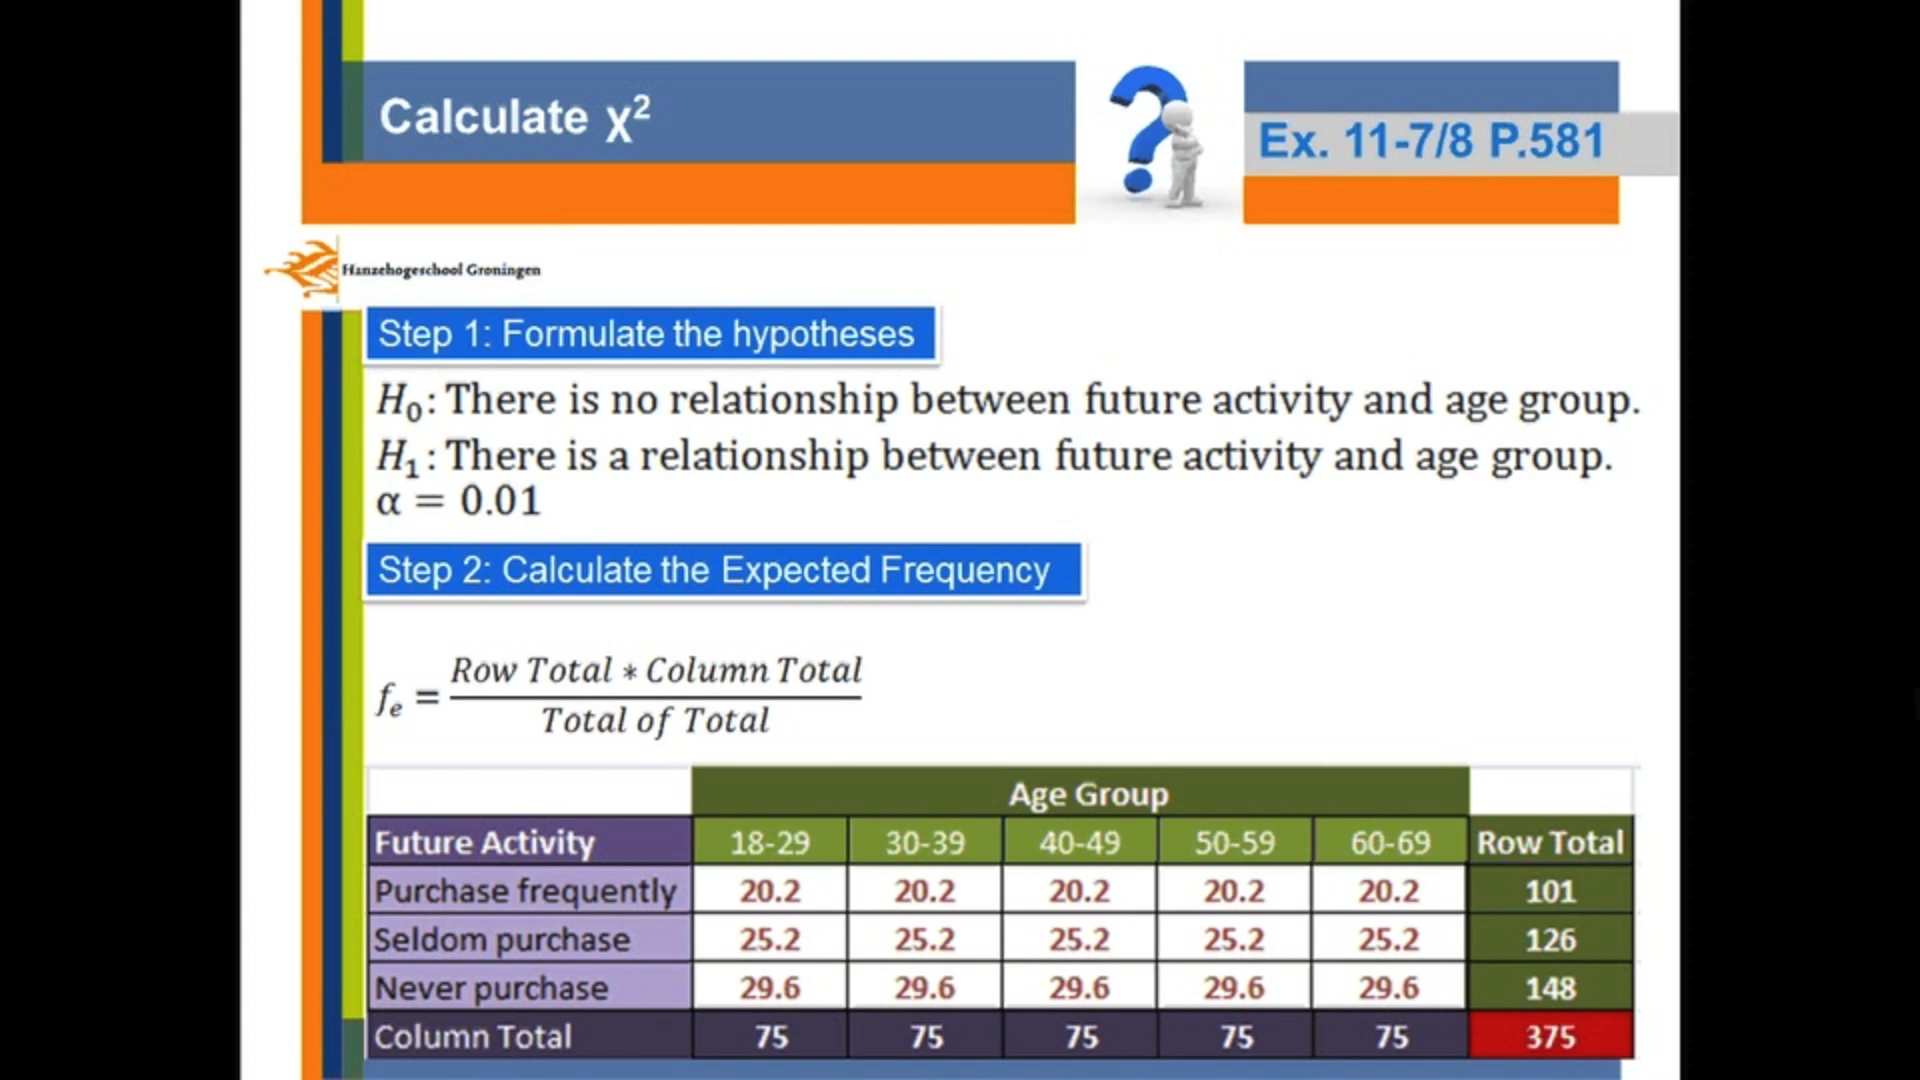 Calculate χ²
Ex. 11-7/8 P.581
Hanzehogeschool Groningen
Step 1: Formulate the hypotheses
H₀: There is no relationship between future activity and age group.
H₁: There is a relationship between future activity and age group.
α = 0.01
Step 2: Calculate the Expected Frequency
fₑ = Row Total * Column Total / Total of Total
Age Group
Future Activity 18-29 30-39 40-49 50-59 60-69 Row Total
Purchase frequently 20.2 20.2 20.2 20.2 20.2 101
Seldom purchase 25.2 25.2 25.2 25.2 25.2 126
Never purchase 29.6 29.6 29.6 29.6 29.6 148
Column Total 75 75 75 75 75 375